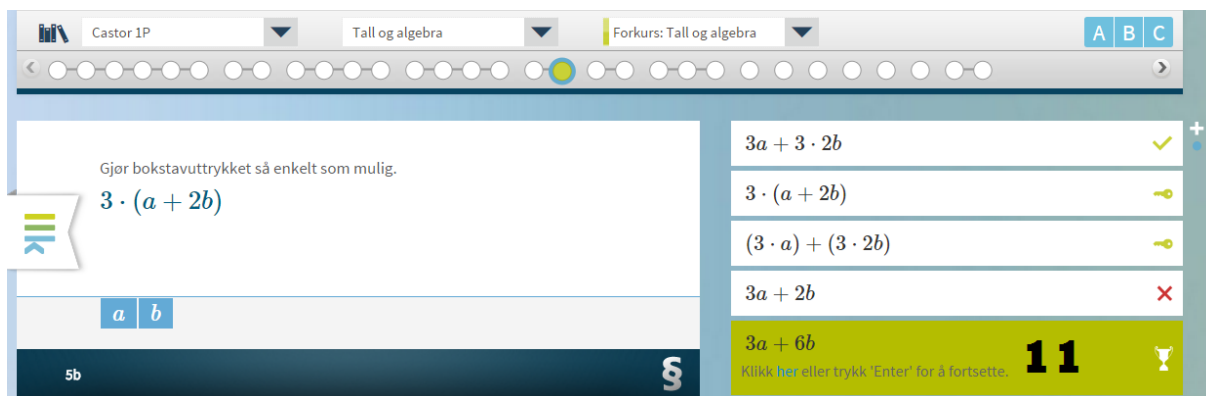 Castor 1P Tall og algebra Forkurs: Tall og algebra A B C
Gjør bokstavuttrykket så enkelt som mulig.
3 · (a + 2b)
a b
5b §
3a + 3 · 2b
3 · (a + 2b)
(3 · a) + (3 · 2b)
3a + 2b
3a + 6b
Klikk her eller trykk 'Enter' for å fortsette. 11